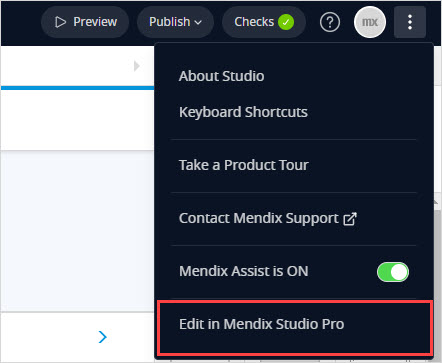 Preview Publish Checks ? mx
About Studio
Keyboard Shortcuts
Take a Product Tour
Contact Mendix Support
Mendix Assist is ON
Edit in Mendix Studio Pro